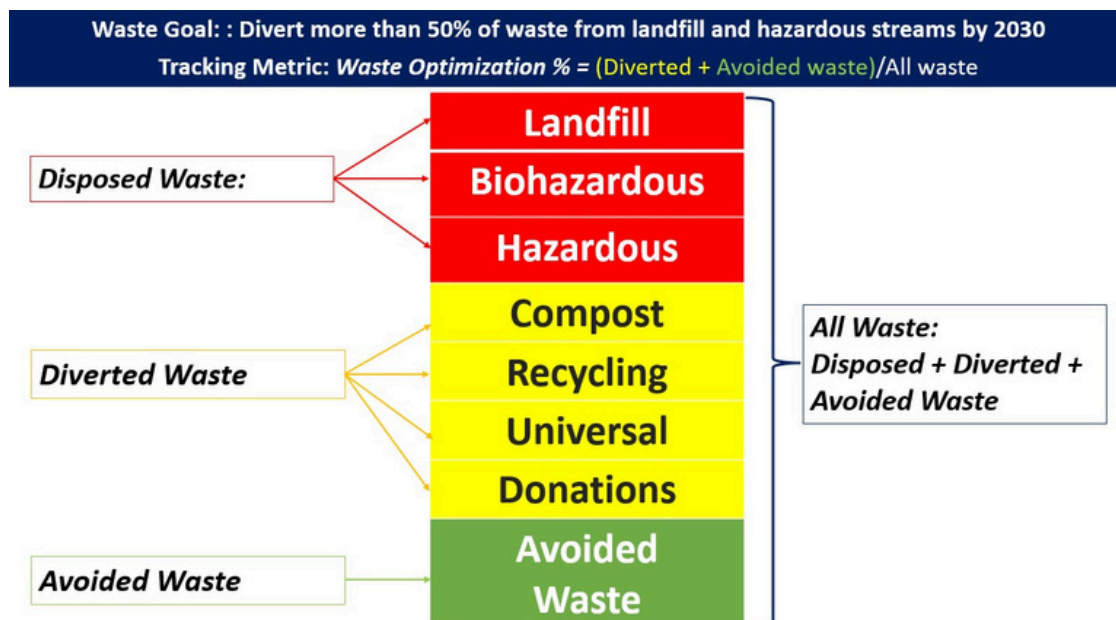 Waste Goal: : Divert more than 50% of waste from landfill and hazardous streams by 2030
Tracking Metric: Waste Optimization % = (Diverted + Avoided waste)/All waste
Disposed Waste:
Landfill
Biohazardous
Hazardous
Diverted Waste
Compost
Recycling
Universal
Donations
Avoided Waste
Avoided
Waste
All Waste:
Disposed + Diverted +
Avoided Waste